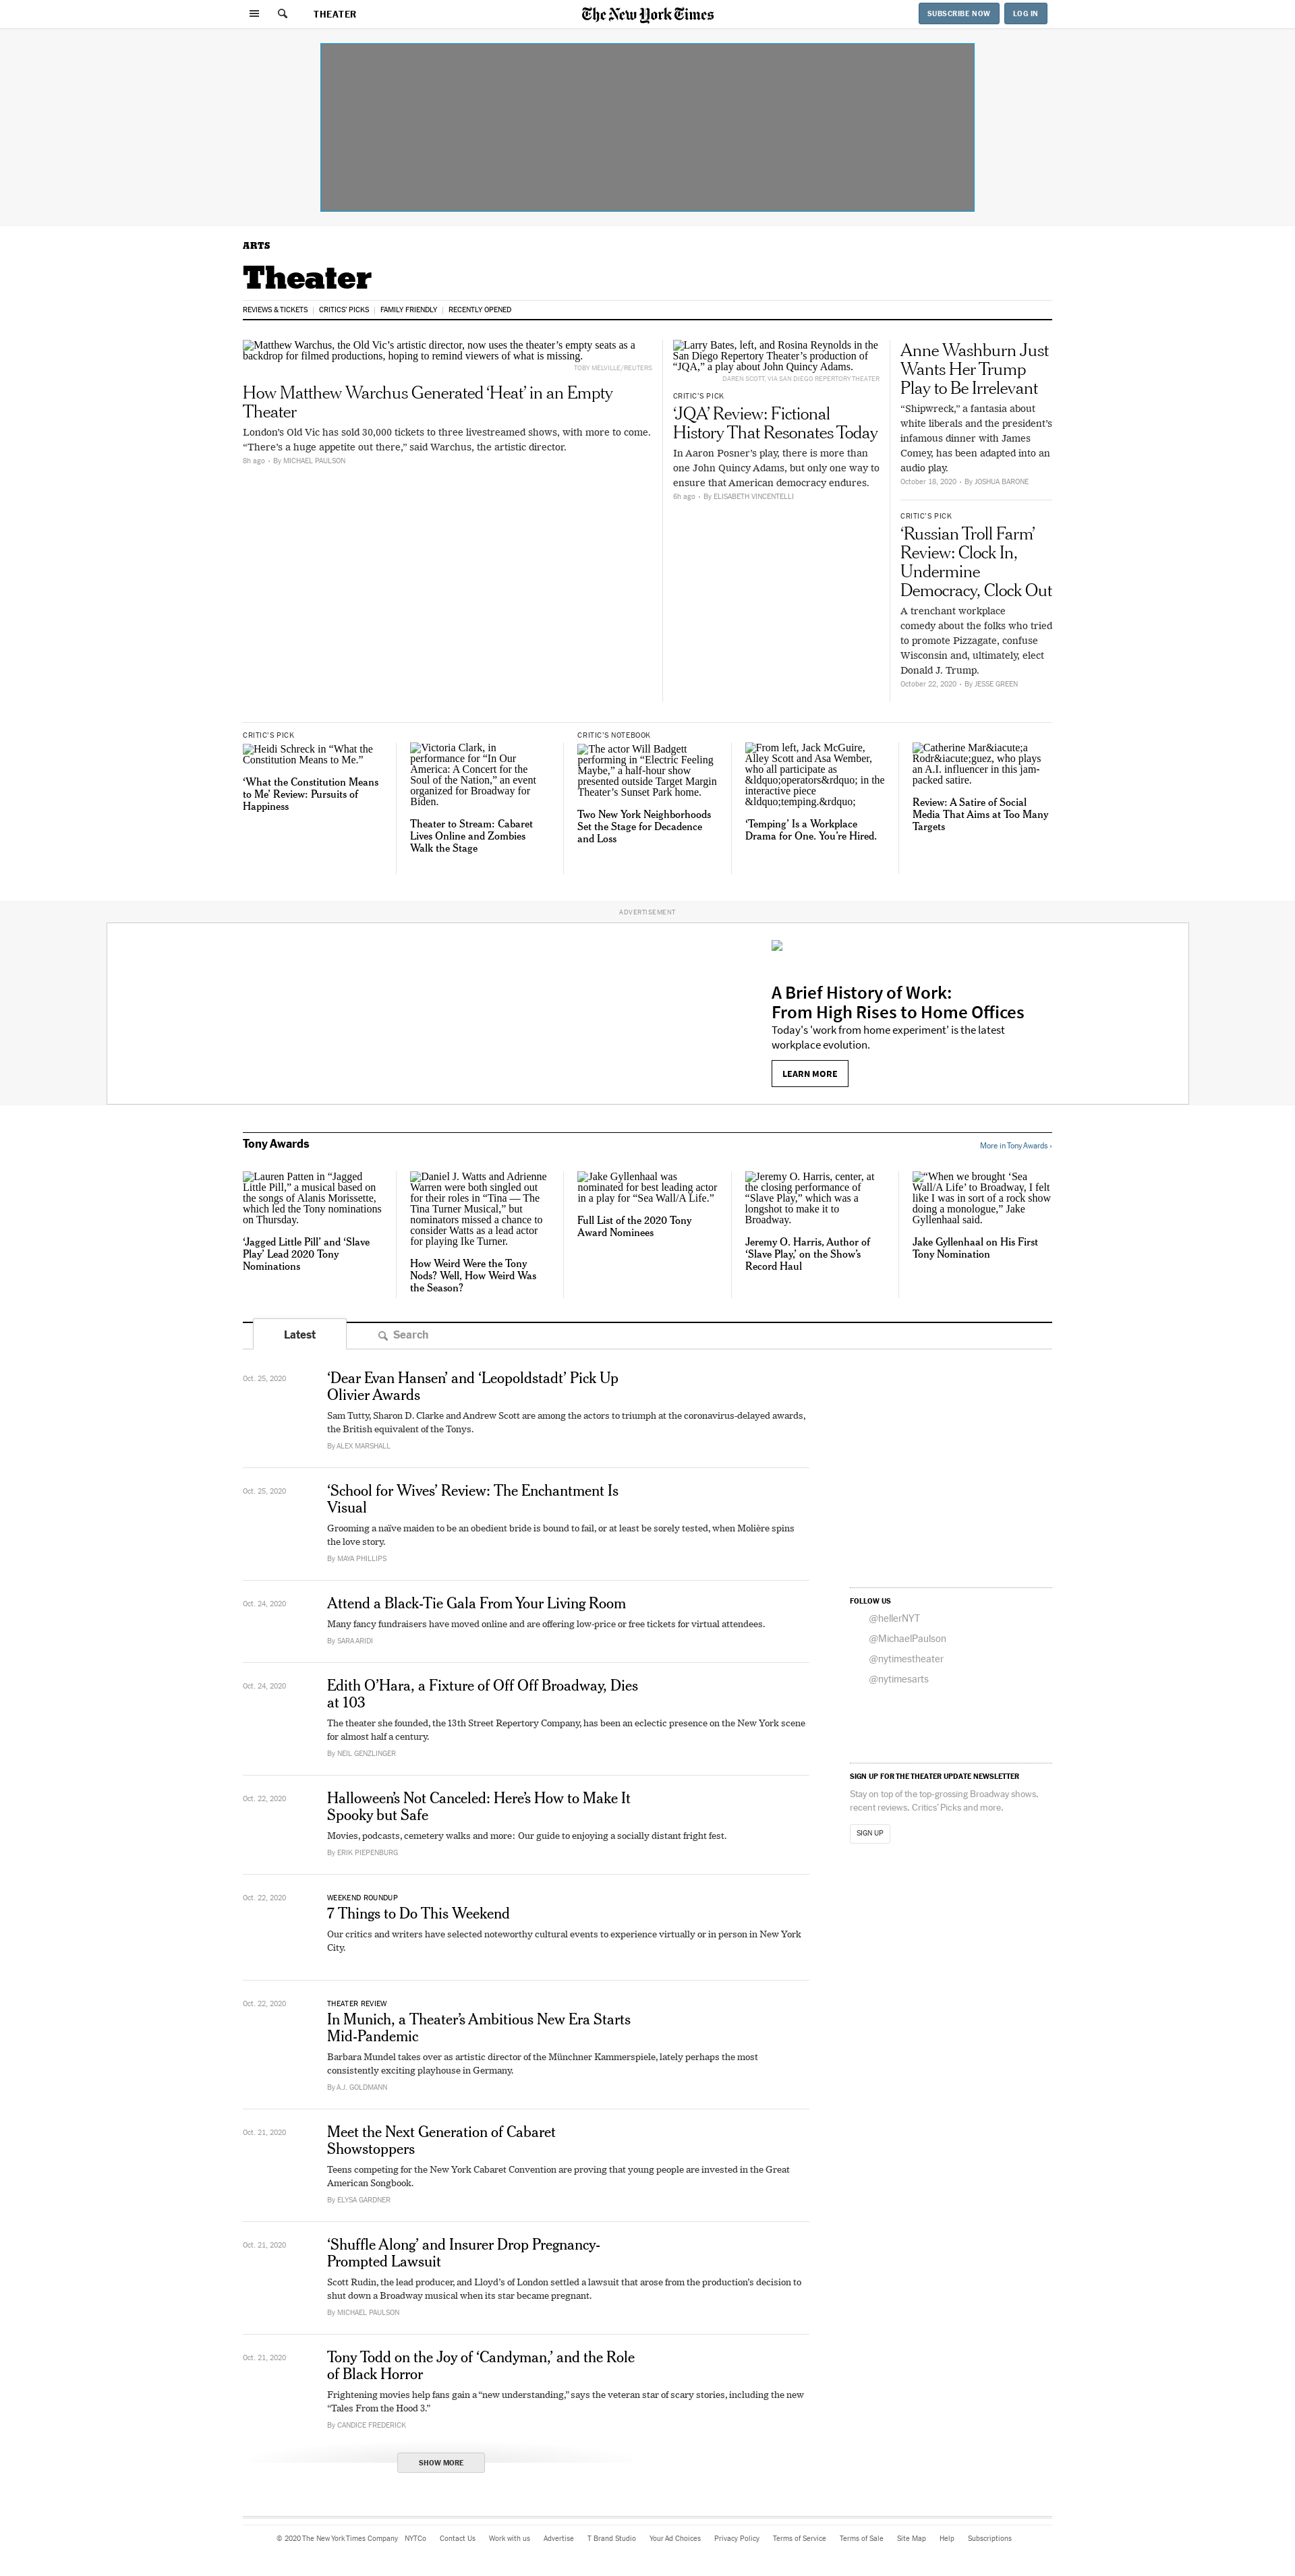 THEATER
The New York Times
SUBSCRIBE NOW
LOG IN
ARTS
Theater
REVIEWS & TICKETS | CRITICS' PICKS | FAMILY FRIENDLY | RECENTLY OPENED
Matthew Warchus, the Old Vic’s artistic director, now uses the theater’s empty seats as a
backdrop for filmed productions, hoping to remind viewers of what is missing.
TOBY MELVILLE/REUTERS
How Matthew Warchus Generated ‘Heat’ in an Empty
Theater
London’s Old Vic has sold 30,000 tickets to three livestreamed shows, with more to come.
“There’s a huge appetite out there,” said Warchus, the artistic director.
8h ago • By MICHAEL PAULSON
Larry Bates, left, and Rosina Reynolds in the
San Diego Repertory Theater’s production of
“JQA,” a play about John Quincy Adams.
DAREN SCOTT, VIA SAN DIEGO REPERTORY THEATER
CRITIC’S PICK
‘JQA’ Review: Fictional
History That Resonates Today
In Aaron Posner’s play, there is more than
one John Quincy Adams, but only one way to
ensure that American democracy endures.
6h ago • By ELISABETH VINCENTELLI
Anne Washburn Just
Wants Her Trump
Play to Be Irrelevant
“Shipwreck,” a fantasia about
white liberals and the president’s
infamous dinner with James
Comey, has been adapted into an
audio play.
October 18, 2020 • By JOSHUA BARONE
CRITIC’S PICK
‘Russian Troll Farm’
Review: Clock In,
Undermine
Democracy, Clock Out
A trenchant workplace
comedy about the folks who tried
to promote Pizzagate, confuse
Wisconsin and, ultimately, elect
Donald J. Trump.
October 22, 2020 • By JESSE GREEN
CRITIC’S PICK
Heidi Schreck in “What the
Constitution Means to Me.”
‘What the Constitution Means
to Me’ Review: Pursuits of
Happiness
Victoria Clark, in
performance for “In Our
America: A Concert for the
Soul of the Nation,” an event
organized for Broadway for
Biden.
Theater to Stream: Cabaret
Lives Online and Zombies
Walk the Stage
CRITIC’S NOTEBOOK
The actor Will Badgett
performing in “Electric Feeling
Maybe,” a half-hour show
presented outside Target Margin
Theater’s Sunset Park home.
Two New York Neighborhoods
Set the Stage for Decadence
and Loss
From left, Jack McGuire,
Alley Scott and Asa Wember,
who all participate as
&ldquo;operators&rdquo; in the
interactive piece
&ldquo;temping.&rdquo;
‘Temping’ Is a Workplace
Drama for One. You’re Hired.
Catherine Mar&iacute;a
Rodr&iacute;guez, who plays
an A.I. influencer in this jam-
packed satire.
Review: A Satire of Social
Media That Aims at Too Many
Targets
ADVERTISEMENT
A Brief History of Work:
From High Rises to Home Offices
Today's 'work from home experiment' is the latest
workplace evolution.
LEARN MORE
Tony Awards
More in Tony Awards ›
Lauren Patten in “Jagged
Little Pill,” a musical based on
the songs of Alanis Morissette,
which led the Tony nominations
on Thursday.
‘Jagged Little Pill’ and ‘Slave
Play’ Lead 2020 Tony
Nominations
Daniel J. Watts and Adrienne
Warren were both singled out
for their roles in “Tina — The
Tina Turner Musical,” but
nominators missed a chance to
consider Watts as a lead actor
for playing Ike Turner.
How Weird Were the Tony
Nods? Well, How Weird Was
the Season?
Jake Gyllenhaal was
nominated for best leading actor
in a play for “Sea Wall/A Life.”
Full List of the 2020 Tony
Award Nominees
Jeremy O. Harris, center, at
the closing performance of
“Slave Play,” which was a
longshot to make it to
Broadway.
Jeremy O. Harris, Author of
‘Slave Play,’ on the Show’s
Record Haul
“When we brought ‘Sea
Wall/A Life’ to Broadway, I felt
like I was in sort of a rock show
doing a monologue,” Jake
Gyllenhaal said.
Jake Gyllenhaal on His First
Tony Nomination
Latest
Search
Oct. 25, 2020
‘Dear Evan Hansen’ and ‘Leopoldstadt’ Pick Up
Olivier Awards
Sam Tutty, Sharon D. Clarke and Andrew Scott are among the actors to triumph at the coronavirus-delayed awards,
the British equivalent of the Tonys.
By ALEX MARSHALL
Oct. 25, 2020
‘School for Wives’ Review: The Enchantment Is
Visual
Grooming a naïve maiden to be an obedient bride is bound to fail, or at least be sorely tested, when Molière spins
the love story.
By MAYA PHILLIPS
Oct. 24, 2020
Attend a Black-Tie Gala From Your Living Room
Many fancy fundraisers have moved online and are offering low-price or free tickets for virtual attendees.
By SARA ARIDI
Oct. 24, 2020
Edith O’Hara, a Fixture of Off Off Broadway, Dies
at 103
The theater she founded, the 13th Street Repertory Company, has been an eclectic presence on the New York scene
for almost half a century.
By NEIL GENZLINGER
Oct. 22, 2020
Halloween’s Not Canceled: Here’s How to Make It
Spooky but Safe
Movies, podcasts, cemetery walks and more: Our guide to enjoying a socially distant fright fest.
By ERIK PIEPENBURG
Oct. 22, 2020
WEEKEND ROUNDUP
7 Things to Do This Weekend
Our critics and writers have selected noteworthy cultural events to experience virtually or in person in New York
City.
Oct. 22, 2020
THEATER REVIEW
In Munich, a Theater’s Ambitious New Era Starts
Mid-Pandemic
Barbara Mundel takes over as artistic director of the Münchner Kammerspiele, lately perhaps the most
consistently exciting playhouse in Germany.
By A.J. GOLDMANN
Oct. 21, 2020
Meet the Next Generation of Cabaret
Showstoppers
Teens competing for the New York Cabaret Convention are proving that young people are invested in the Great
American Songbook.
By ELYSA GARDNER
Oct. 21, 2020
‘Shuffle Along’ and Insurer Drop Pregnancy-
Prompted Lawsuit
Scott Rudin, the lead producer, and Lloyd’s of London settled a lawsuit that arose from the production’s decision to
shut down a Broadway musical when its star became pregnant.
By MICHAEL PAULSON
Oct. 21, 2020
Tony Todd on the Joy of ‘Candyman,’ and the Role
of Black Horror
Frightening movies help fans gain a “new understanding,” says the veteran star of scary stories, including the new
“Tales From the Hood 3.”
By CANDICE FREDERICK
SHOW MORE
FOLLOW US
@hellerNYT
@MichaelPaulson
@nytimestheater
@nytimesarts
SIGN UP FOR THE THEATER UPDATE NEWSLETTER
Stay on top of the top-grossing Broadway shows,
recent reviews, Critics’ Picks and more.
SIGN UP
© 2020 The New York Times Company NYTCo Contact Us Work with us Advertise T Brand Studio Your Ad Choices Privacy Policy Terms of Service Terms of Sale Site Map Help Subscriptions